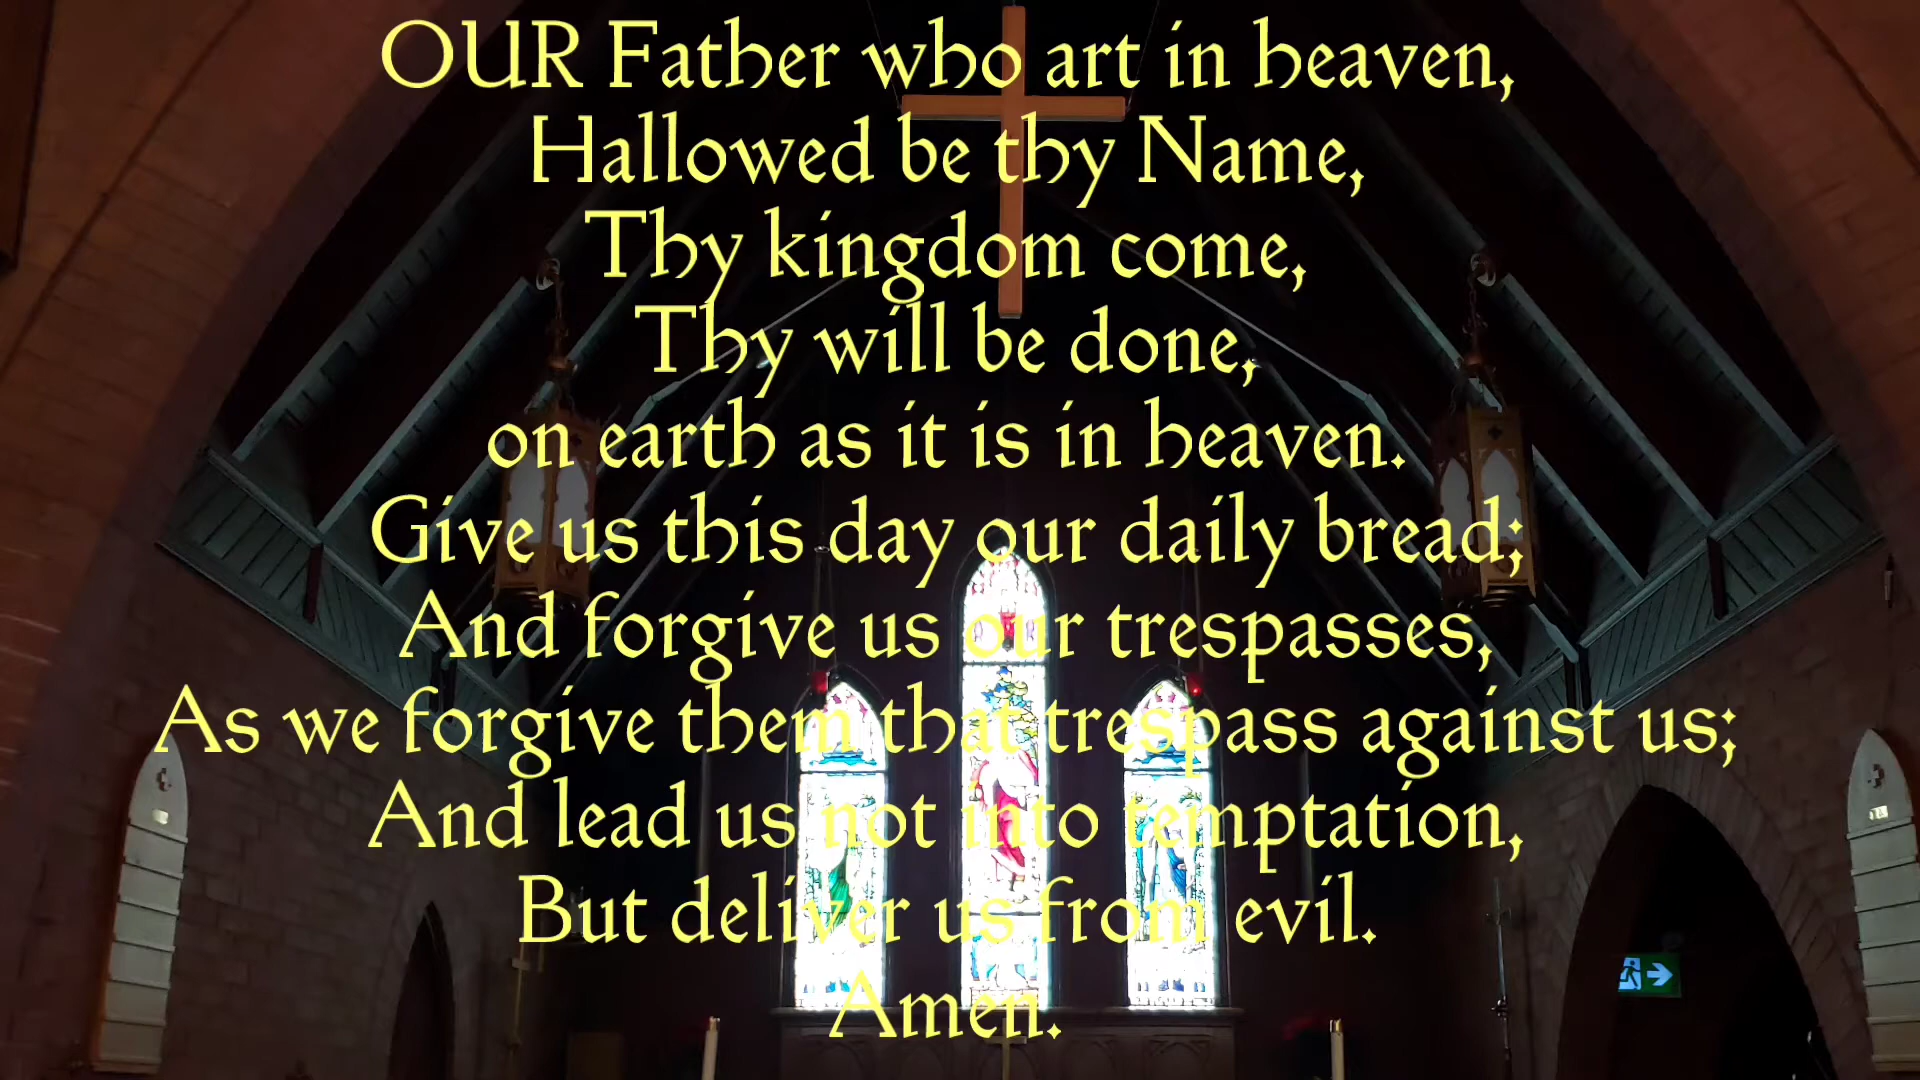 OUR Father who art in heaven,
Hallowed be thy Name,
Thy kingdom come,
Thy will be done,
on earth as it is in heaven.
Give us this day our daily bread;
And forgive us our trespasses,
As we forgive them that trespass against us;
And lead us not into temptation,
But deliver us from evil.
Amen.